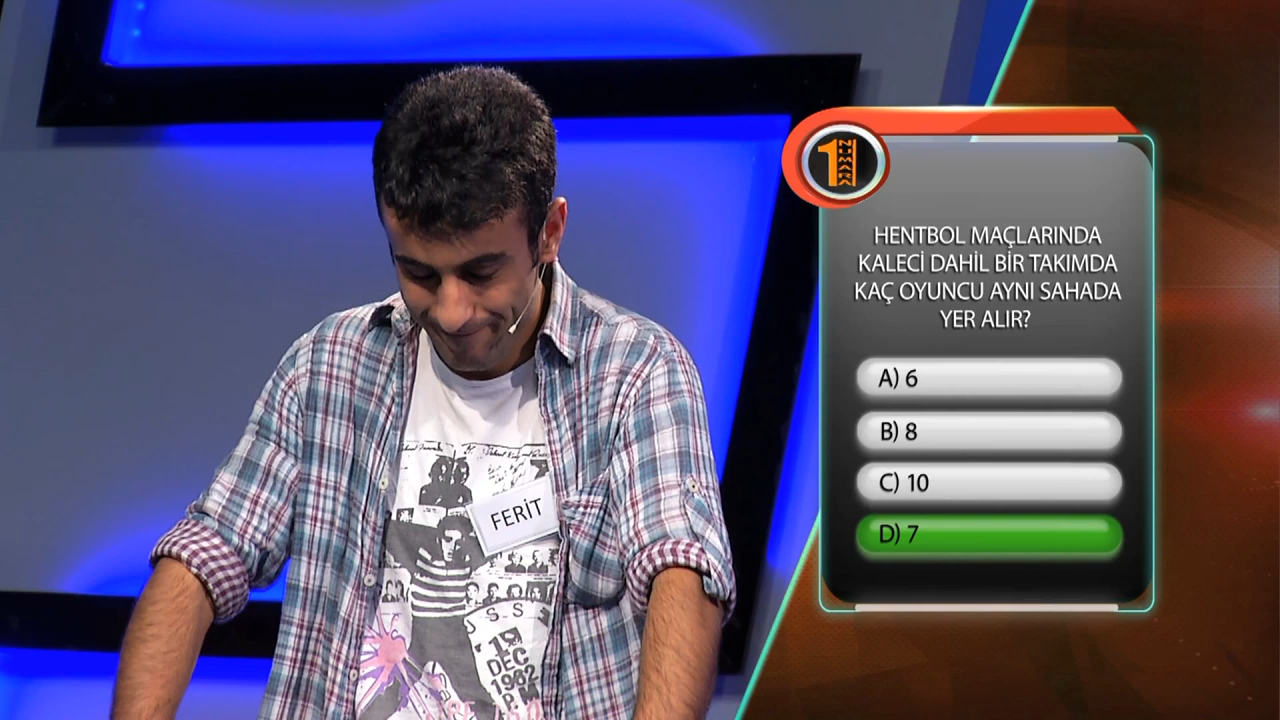 1
NUMARA
HENTBOL MAÇLARINDA
KALECİ DAHİL BİR TAKIMDA
KAÇ OYUNCU AYNI SAHADA
YER ALIR?
A) 6
B) 8
C) 10
D) 7
FERİT
S. S
19
DEC
1982
P.M